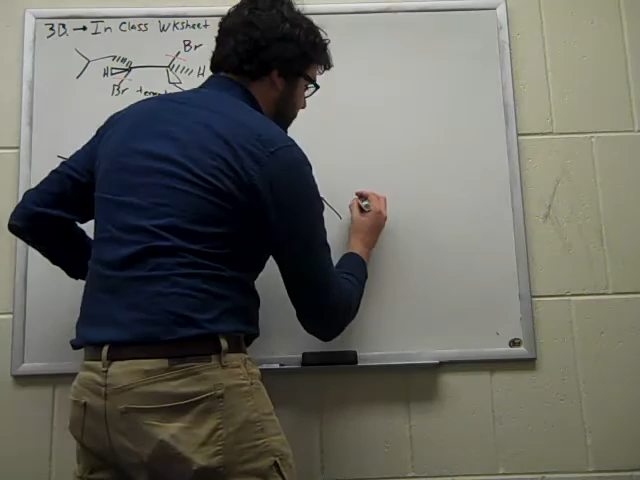 3D. → In Class Wksheet
Br
H H
Br